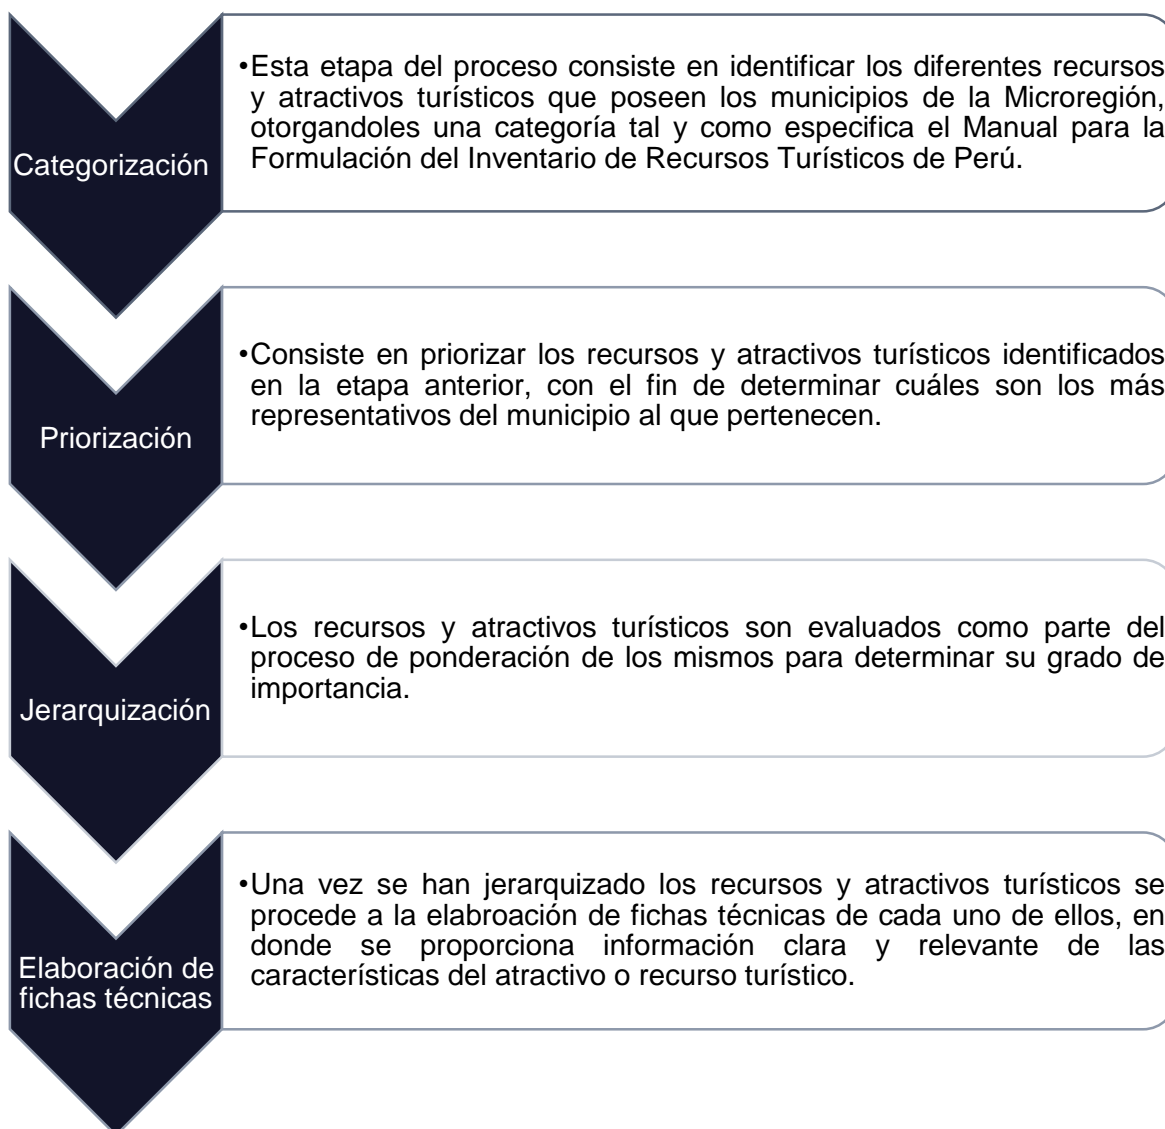 Categorización
•Esta etapa del proceso consiste en identificar los diferentes recursos
y atractivos turísticos que poseen los municipios de la Microregión,
otorgandoles una categoría tal y como especifica el Manual para la
Formulación del Inventario de Recursos Turísticos de Perú.
Priorización
•Consiste en priorizar los recursos y atractivos turísticos identificados
en la etapa anterior, con el fin de determinar cuáles son los más
representativos del municipio al que pertenecen.
Jerarquización
•Los recursos y atractivos turísticos son evaluados como parte del
proceso de ponderación de los mismos para determinar su grado de
importancia.
Elaboración de
fichas técnicas
•Una vez se han jerarquizado los recursos y atractivos turísticos se
procede a la elabroación de fichas técnicas de cada uno de ellos, en
donde se proporciona información clara y relevante de las
características del atractivo o recurso turístico.